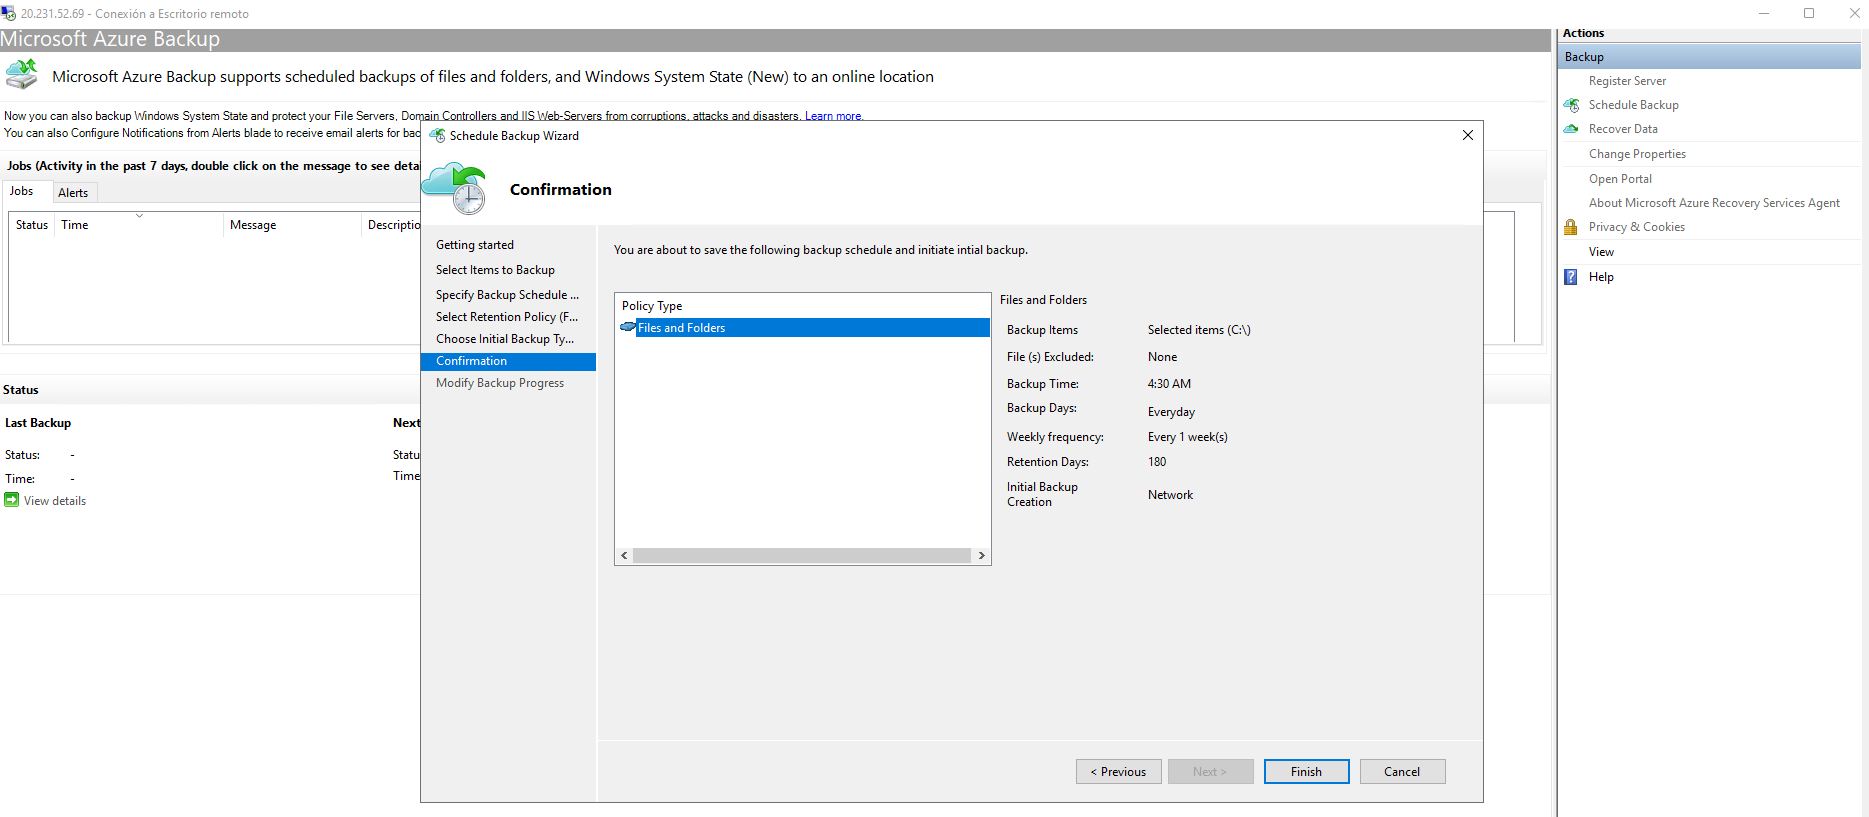 20.231.52.69 - Conexión a Escritorio remoto
Microsoft Azure Backup
Microsoft Azure Backup supports scheduled backups of files and folders, and Windows System State (New) to an online location
Now you can also backup Windows System State and protect your File Servers, Domain Controllers and IIS Web-Servers from corruptions, attacks and disasters. Learn more.
You can also Configure Notifications from Alerts blade to receive email alerts for bac
Jobs (Activity in the past 7 days, double click on the message to see detai
Jobs
Alerts
Status
Time
Message
Descriptio
Status
Last Backup
Next
Status: -
Statu
Time: -
Time
View details
Schedule Backup Wizard
Confirmation
Getting started
Select Items to Backup
Specify Backup Schedule ...
Select Retention Policy (F...
Choose Initial Backup Ty...
Confirmation
Modify Backup Progress
You are about to save the following backup schedule and initiate intial backup.
Policy Type
Files and Folders
Files and Folders
Backup Items Selected items (C:\)
File (s) Excluded: None
Backup Time: 4:30 AM
Backup Days: Everyday
Weekly frequency: Every 1 week(s)
Retention Days: 180
Initial Backup
Creation
Network
< Previous
Next >
Finish
Cancel
Actions
Backup
Register Server
Schedule Backup
Recover Data
Change Properties
Open Portal
About Microsoft Azure Recovery Services Agent
Privacy & Cookies
View
Help